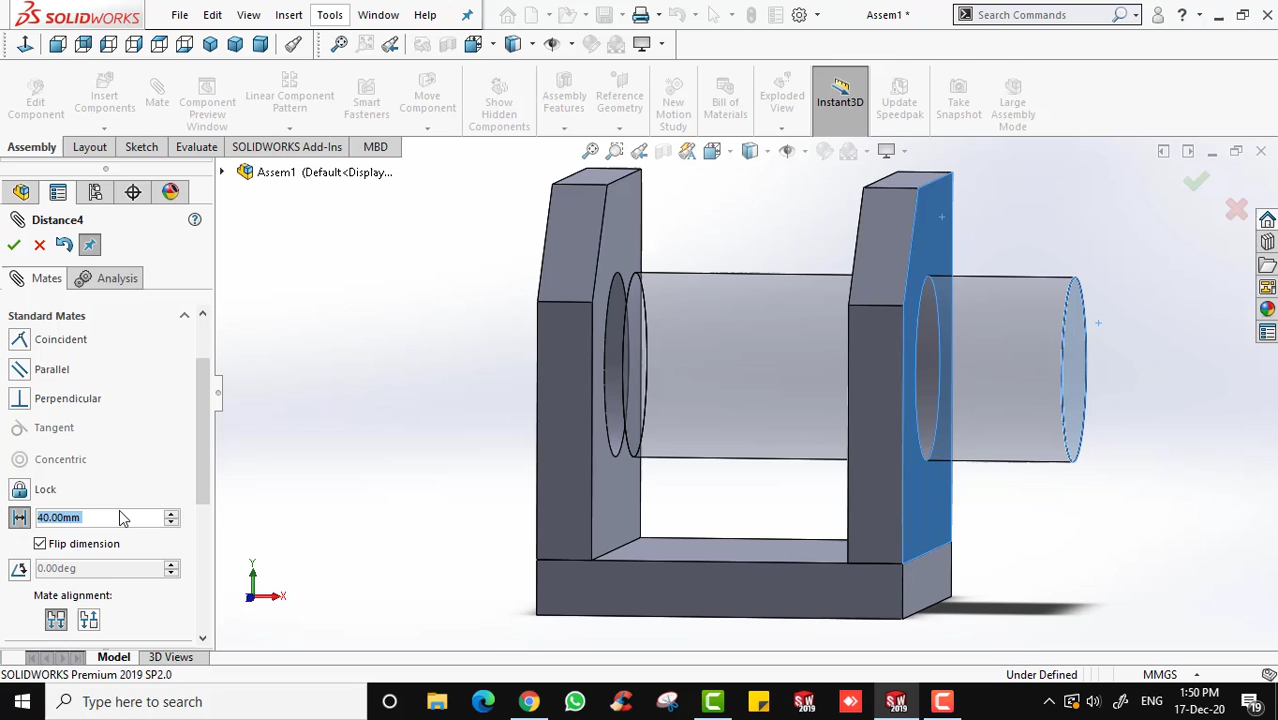 SOLIDWORKS File Edit View Insert Tools Window Help Assem1 * Search Commands
Edit Component
Insert Components
Mate
Component Preview Window
Linear Component Pattern
Smart Fasteners
Move Component
Show Hidden Components
Assembly Features
Reference Geometry
New Motion Study
Bill of Materials
Exploded View
Instant3D
Update Speedpak
Take Snapshot
Large Assembly Mode
Assembly Layout Sketch Evaluate SOLIDWORKS Add-Ins MBD
Assem1 (Default<Display...
Distance4
Mates Analysis
Standard Mates
Coincident
Parallel
Perpendicular
Tangent
Concentric
Lock
40.00mm
Flip dimension
0.00deg
Mate alignment:
Y
X
Model 3D Views
SOLIDWORKS Premium 2019 SP2.0 Under Defined MMGS
Type here to search
2019
2019
ENG
1:50 PM
17-Dec-20
19